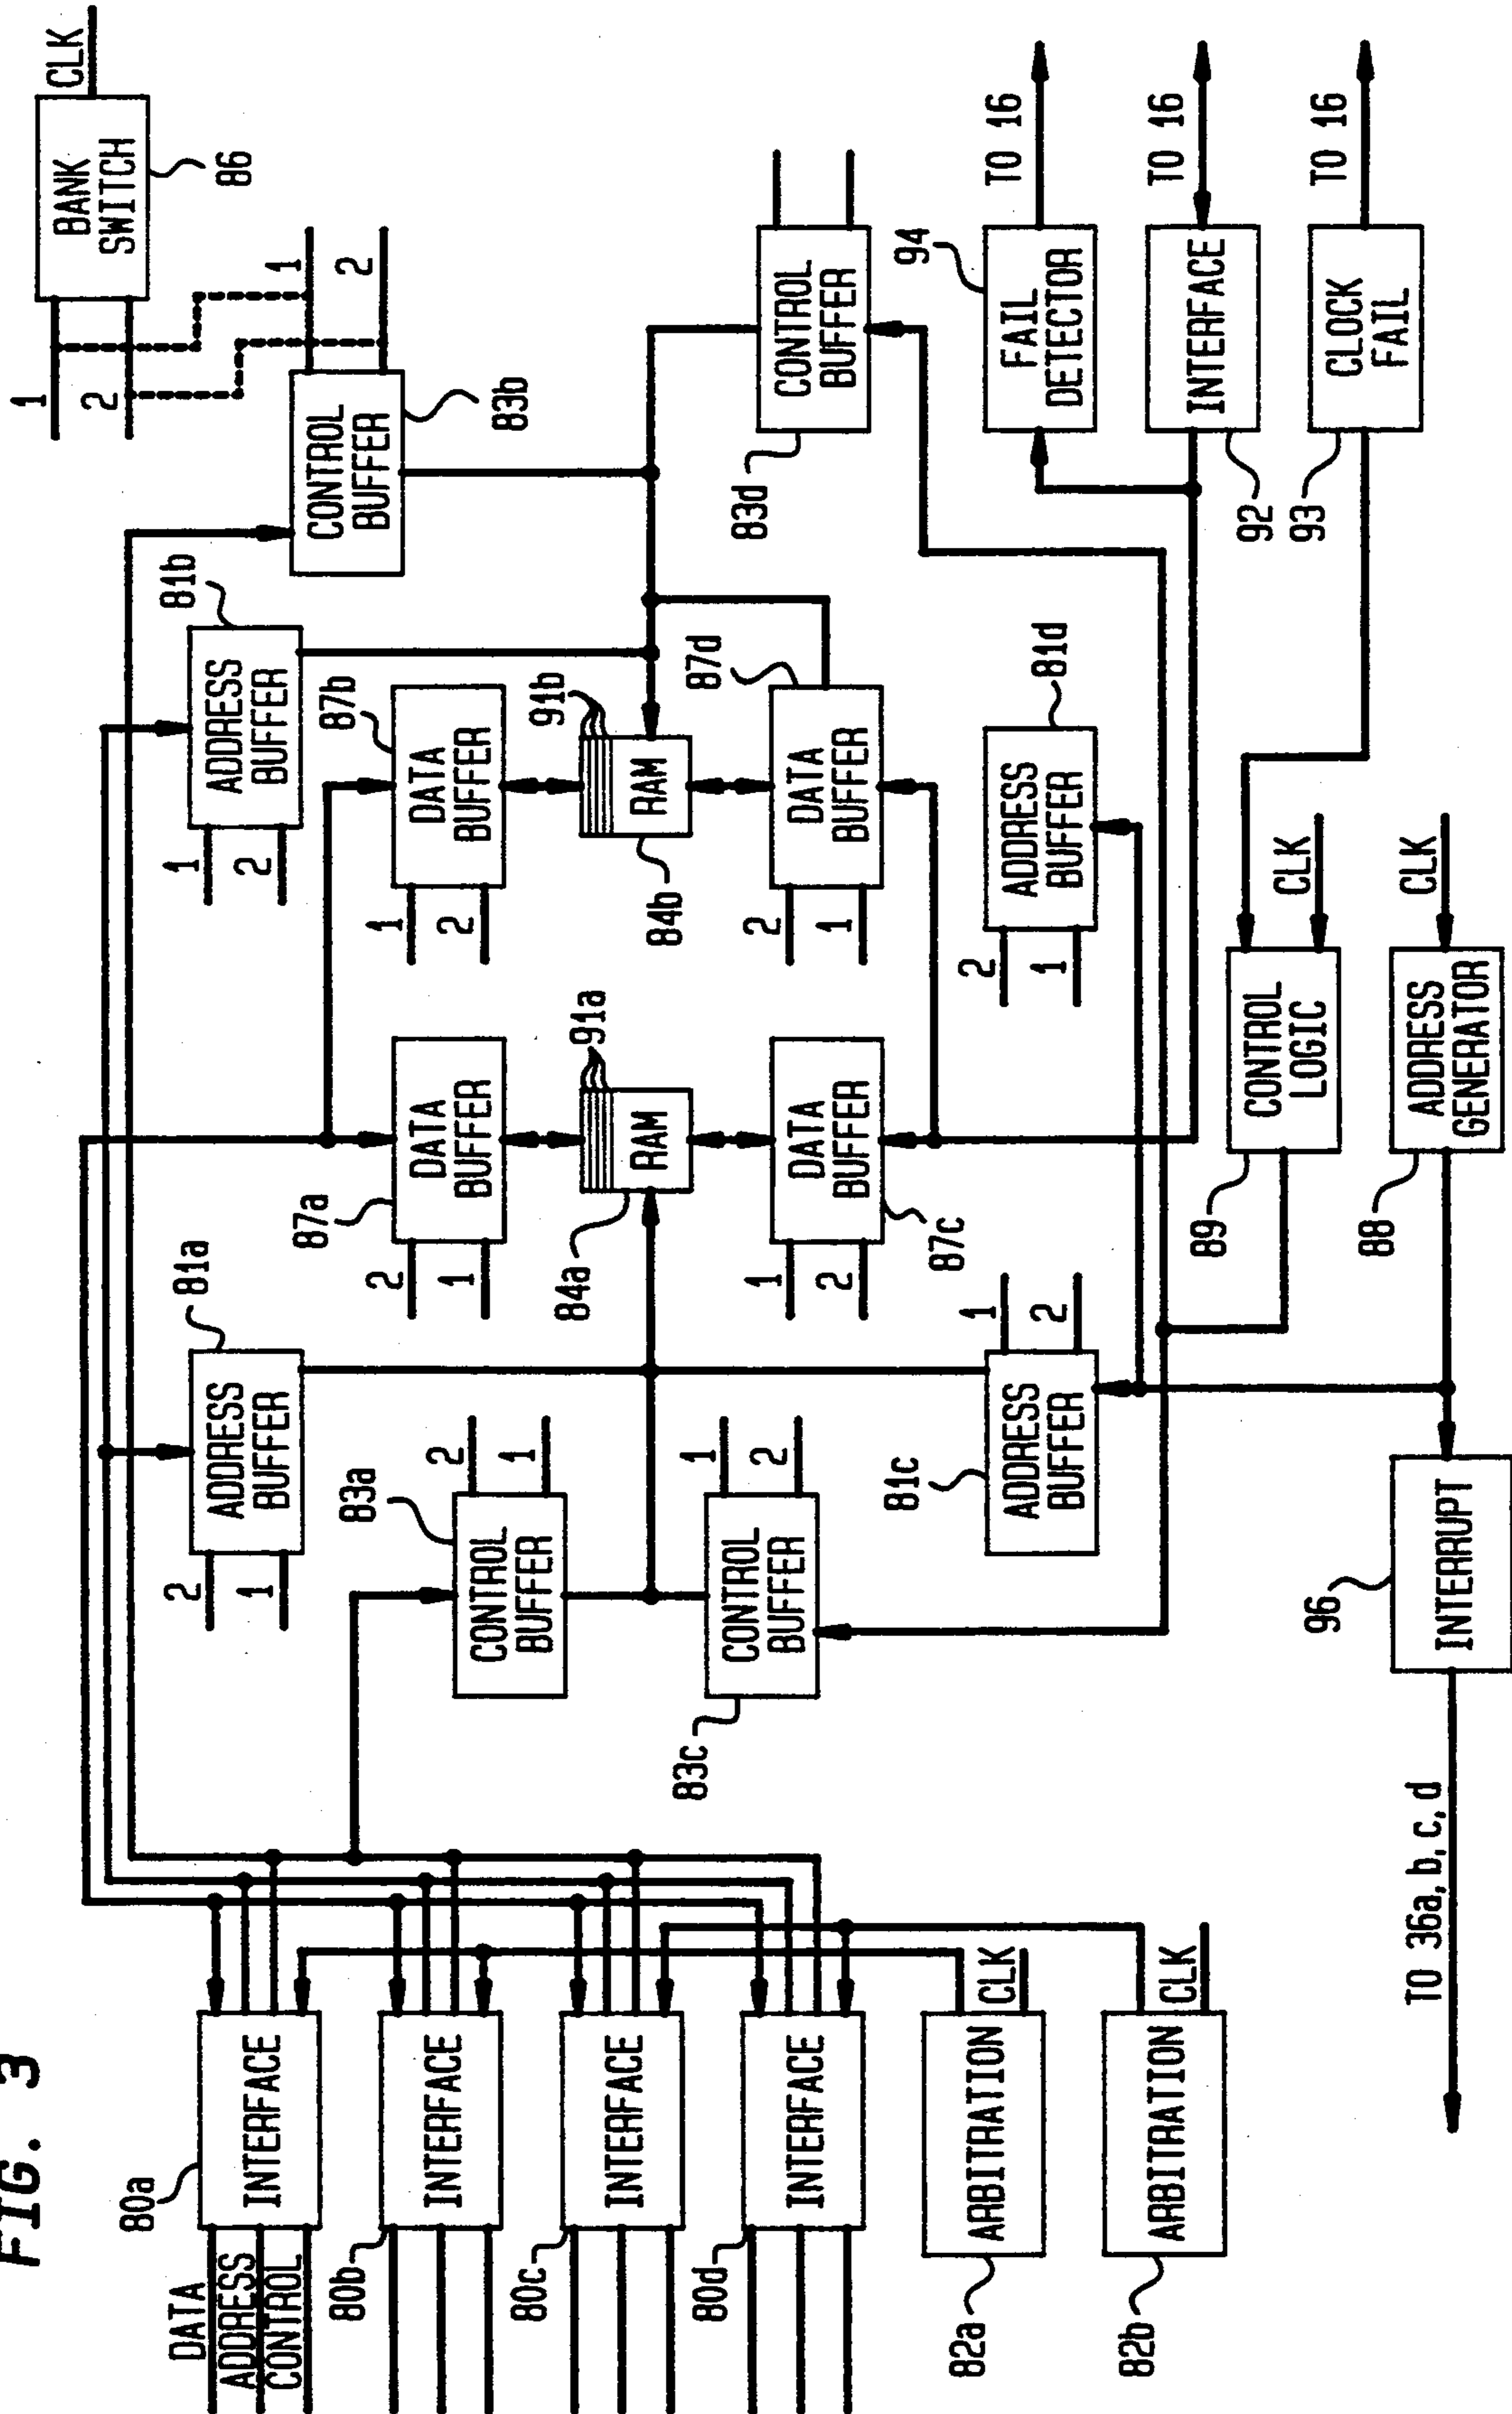 FIG. 3
DATA
ADDRESS
CONTROL
80a
INTERFACE
80b
INTERFACE
80c
INTERFACE
80d
INTERFACE
82a
ARBITRATION
CLK
82b
ARBITRATION
CLK
81a
ADDRESS
BUFFER
2
1
83a
CONTROL
BUFFER
2
1
83c
CONTROL
BUFFER
1
2
81c
ADDRESS
BUFFER
1
2
87a
DATA
BUFFER
2
1
84a
RAM
91a
87c
DATA
BUFFER
1
2
81b
ADDRESS
BUFFER
1
2
87b
DATA
BUFFER
1
2
84b
RAM
91b
87d
DATA
BUFFER
2
1
81d
ADDRESS
BUFFER
2
1
89
CONTROL
LOGIC
CLK
88
ADDRESS
GENERATOR
CLK
96
INTERRUPT
TO 36a, b, c, d
1
2
BANK
SWITCH
CLK
86
CONTROL
BUFFER
83b
1
2
83d
CONTROL
BUFFER
94
FAIL
DETECTOR
TO 16
92
INTERFACE
TO 16
93
CLOCK
FAIL
TO 16